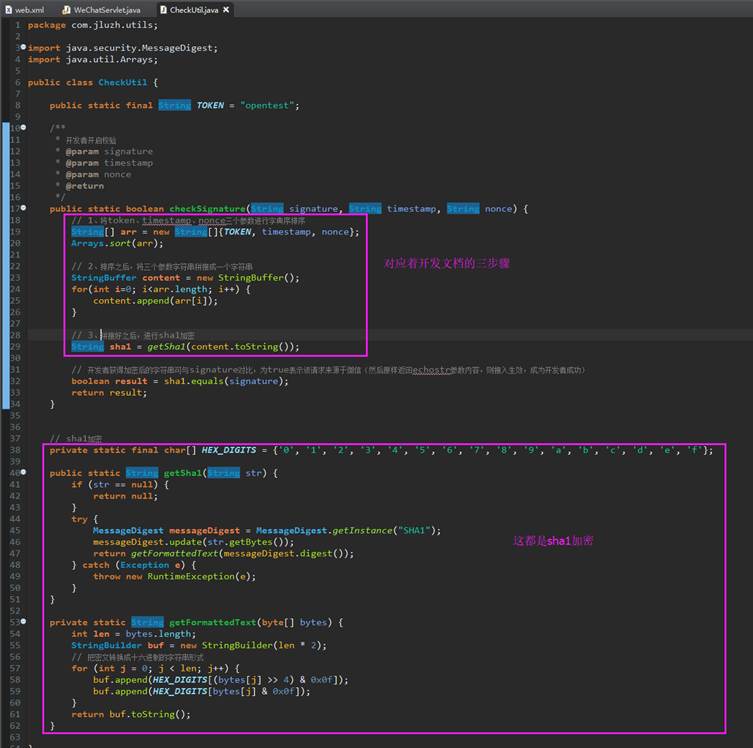 web.xml WeChatServlet.java CheckUtil.java
1 package com.jluzh.utils;
2
3 import java.security.MessageDigest;
4 import java.util.Arrays;
5
6 public class CheckUtil {
7
8 public static final String TOKEN = "opentest";
9
10 /**
11 * 开发者开启校验
12 * @param signature
13 * @param timestamp
14 * @param nonce
15 * @return
16 */
17 public static boolean checkSignature(String signature, String timestamp, String nonce) {
18 // 1、将token、timestamp、nonce三个参数进行字典序排序
19 String[] arr = new String[]{TOKEN, timestamp, nonce};
20 Arrays.sort(arr);
21
22 // 2、排序之后，将三个参数字符串拼接成一个字符串
对应着开发文档的三步骤
23 StringBuffer content = new StringBuffer();
24 for(int i=0; i<arr.length; i++) {
25 content.append(arr[i]);
26 }
27
28 // 3、拼接好之后，进行sha1加密
29 String sha1 = getSha1(content.toString());
30
31 // 开发者获得加密后的字符串可与signature对比，为true表示该请求来源于微信（然后原样返回echostr参数内容，则接入生效，成为开发者成功）
32 boolean result = sha1.equals(signature);
33 return result;
34 }
35
36
37 // sha1加密
38 private static final char[] HEX_DIGITS = {'0', '1', '2', '3', '4', '5', '6', '7', '8', '9', 'a', 'b', 'c', 'd', 'e', 'f'};
39
40 public static String getSha1(String str) {
41 if (str == null) {
42 return null;
43 }
44 try {
45 MessageDigest messageDigest = MessageDigest.getInstance("SHA1");
46 messageDigest.update(str.getBytes());
这都是sha1加密
47 return getFormattedText(messageDigest.digest());
48 } catch (Exception e) {
49 throw new RuntimeException(e);
50 }
51 }
52
53 private static String getFormattedText(byte[] bytes) {
54 int len = bytes.length;
55 StringBuilder buf = new StringBuilder(len * 2);
56 // 把密文转换成十六进制的字符串形式
57 for (int j = 0; j < len; j++) {
58 buf.append(HEX_DIGITS[(bytes[j] >> 4) & 0x0f]);
59 buf.append(HEX_DIGITS[bytes[j] & 0x0f]);
60 }
61 return buf.toString();
62 }
63